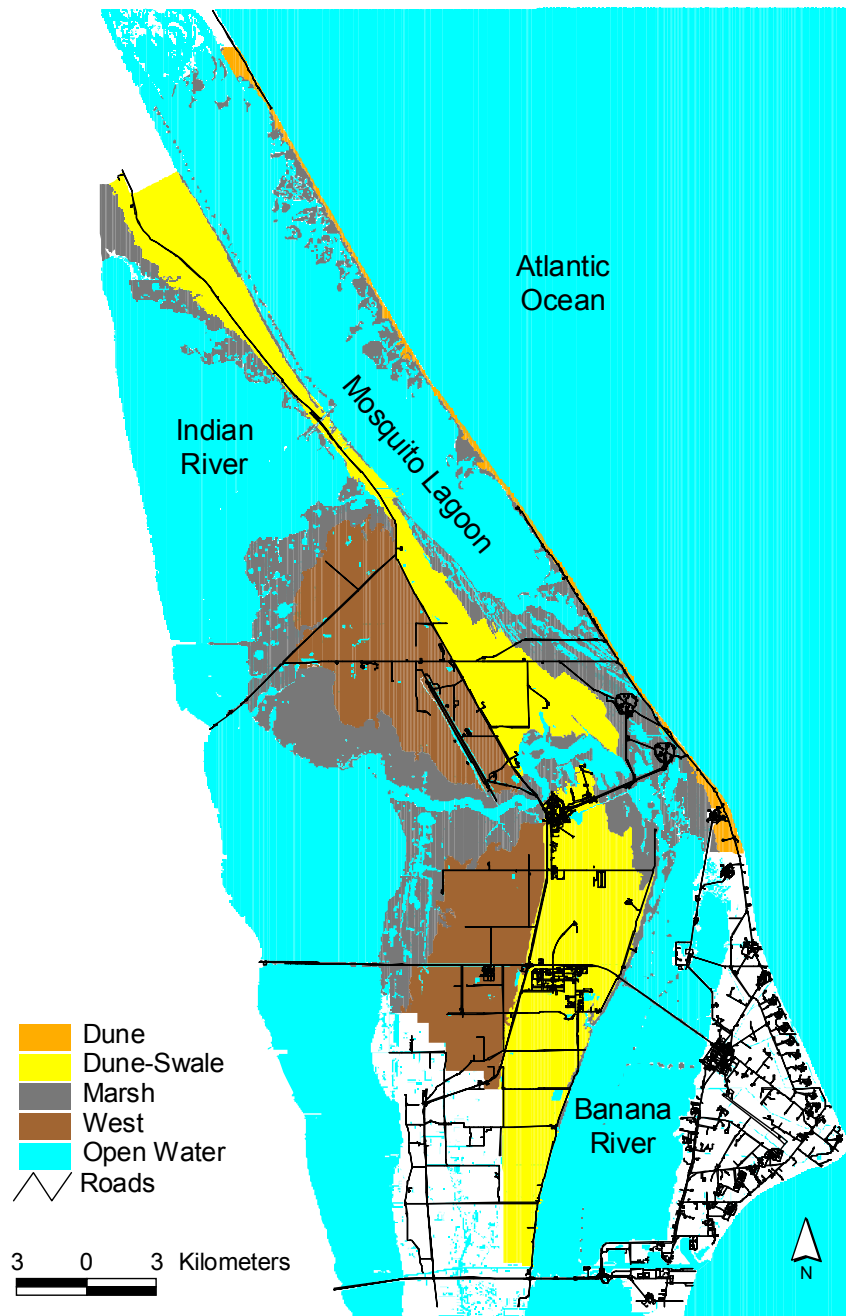 Atlantic
Ocean
Mosquito Lagoon
Indian
River
Dune
Dune-Swale
Marsh
West
Open Water
Roads
Banana
River
3 0 3 Kilometers
N